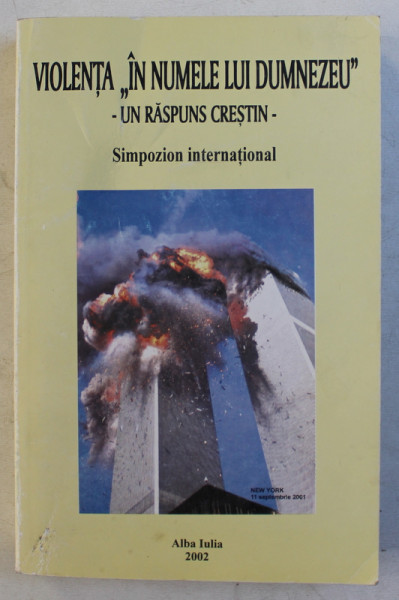 VIOLENȚA „ÎN NUMELE LUI DUMNEZEU”
- UN RĂSPUNS CREȘTIN -
Simpozion internațional
NEW YORK
11 septembrie 2001
Alba Iulia
2002